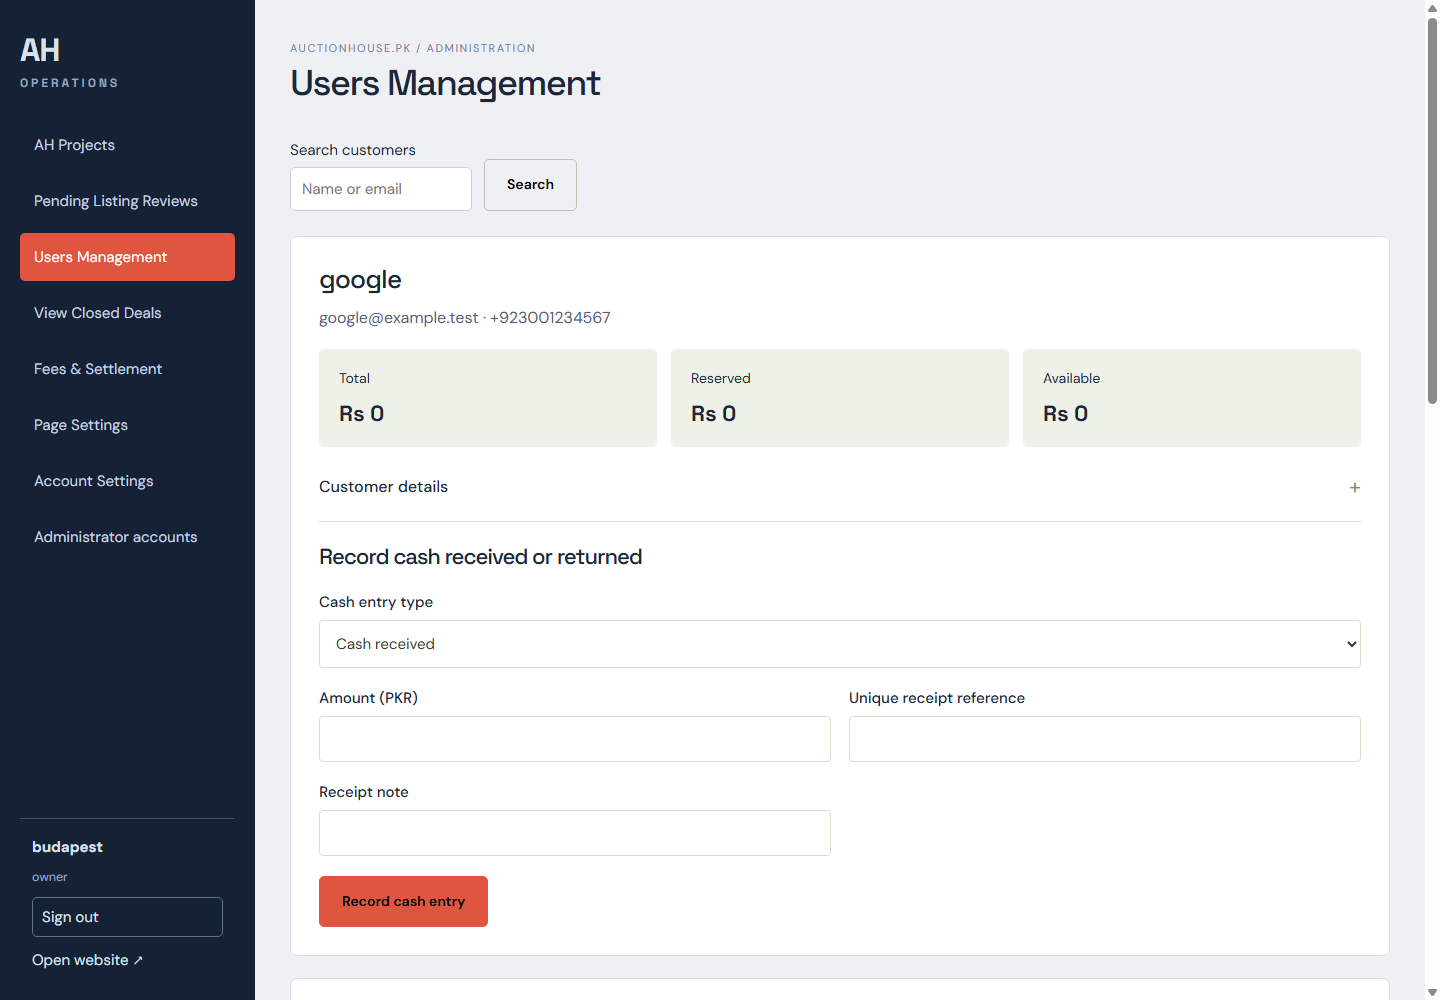 AH
OPERATIONS
AH Projects
Pending Listing Reviews
Users Management
View Closed Deals
Fees & Settlement
Page Settings
Account Settings
Administrator accounts
budapest
owner
Sign out
Open website ↗
AUCTIONHOUSE.PK / ADMINISTRATION
Users Management
Search customers
Name or email
Search
google
google@example.test · +923001234567
Total
Rs 0
Reserved
Rs 0
Available
Rs 0
Customer details +
Record cash received or returned
Cash entry type
Cash received
Amount (PKR)
Unique receipt reference
Receipt note
Record cash entry